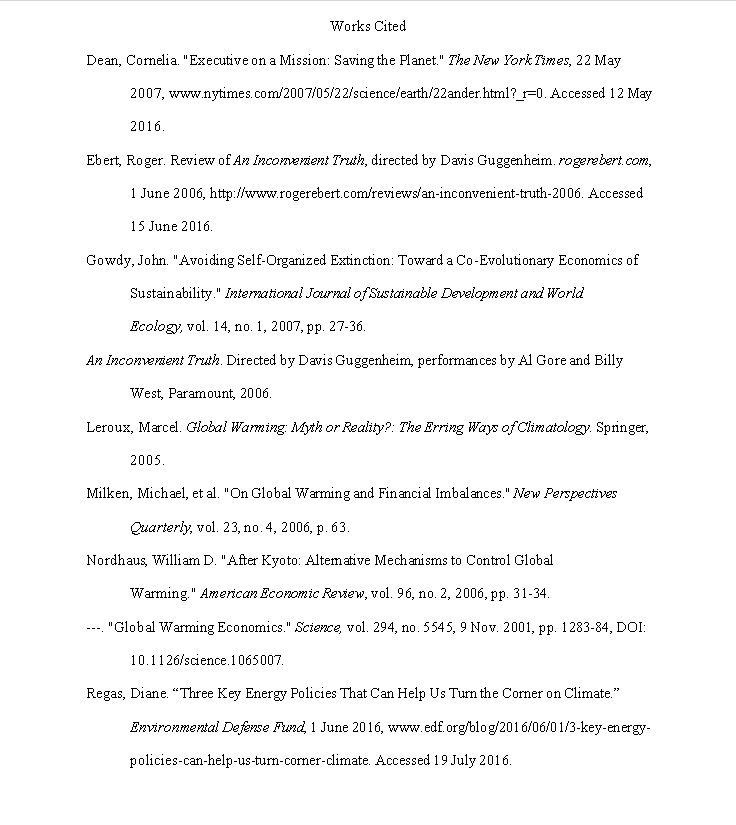 Works Cited
Dean, Cornelia. "Executive on a Mission: Saving the Planet." The New York Times, 22 May
2007, www.nytimes.com/2007/05/22/science/earth/22ander.html?_r=0. Accessed 12 May
2016.
Ebert, Roger. Review of An Inconvenient Truth, directed by Davis Guggenheim. rogerebert.com,
1 June 2006, http://www.rogerebert.com/reviews/an-inconvenient-truth-2006. Accessed
15 June 2016.
Gowdy, John. "Avoiding Self-Organized Extinction: Toward a Co-Evolutionary Economics of
Sustainability." International Journal of Sustainable Development and World
Ecology, vol. 14, no. 1, 2007, pp. 27-36.
An Inconvenient Truth. Directed by Davis Guggenheim, performances by Al Gore and Billy
West, Paramount, 2006.
Leroux, Marcel. Global Warming: Myth or Reality?: The Erring Ways of Climatology. Springer,
2005.
Milken, Michael, et al. "On Global Warming and Financial Imbalances." New Perspectives
Quarterly, vol. 23, no. 4, 2006, p. 63.
Nordhaus, William D. "After Kyoto: Alternative Mechanisms to Control Global
Warming." American Economic Review, vol. 96, no. 2, 2006, pp. 31-34.
---. "Global Warming Economics." Science, vol. 294, no. 5545, 9 Nov. 2001, pp. 1283-84, DOI:
10.1126/science.1065007.
Regas, Diane. “Three Key Energy Policies That Can Help Us Turn the Corner on Climate.”
Environmental Defense Fund, 1 June 2016, www.edf.org/blog/2016/06/01/3-key-energy-
policies-can-help-us-turn-corner-climate. Accessed 19 July 2016.